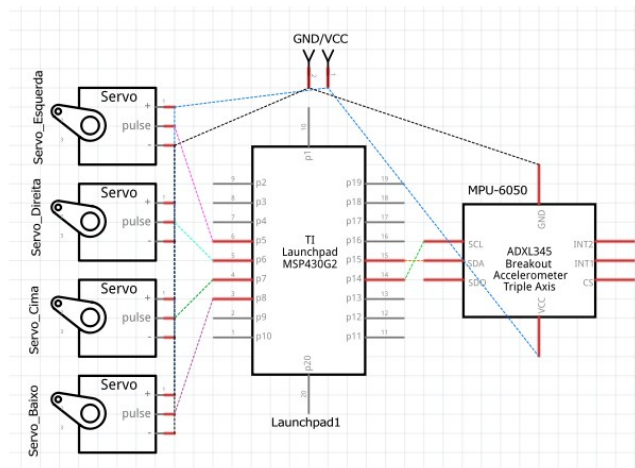 GND/VCC
2
1
Servo_Esquerda
Servo
+
pulse
-
Servo_Direita
Servo
+
pulse
-
Servo_Cima
Servo
+
pulse
-
Servo_Baixo
Servo
+
pulse
-
10
p1
9 p2
8 p3
7 p4
6 p5
5 p6
4 p7
3 p8
2 p9
1 p10
TI
Launchpad
MSP430G2
p19 19
p18 18
p17 17
p16 16
p15 15
p14 14
p13 13
p12 12
p11 11
p20
20
Launchpad1
MPU-6050
GND
SCL
SDA
SDO
ADXL345
Breakout
Accelerometer
Triple Axis
INT2
INT1
CS
VCC